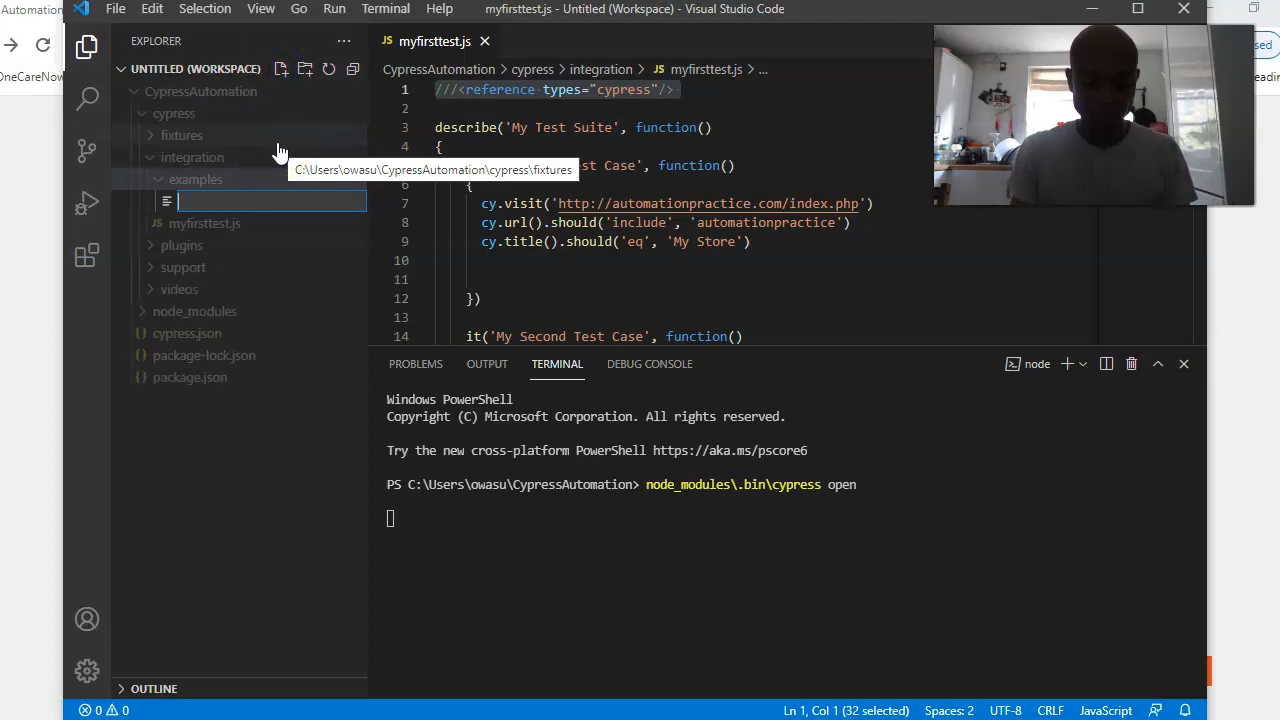 Automation
File Edit Selection View Go Run Terminal Help
myfirsttest.js - Untitled (Workspace) - Visual Studio Code
EXPLORER
UNTITLED (WORKSPACE)
CypressAutomation
cypress
fixtures
integration
examples
JS myfirsttest.js
plugins
support
videos
node_modules
{} cypress.json
{} package-lock.json
{} package.json
OUTLINE
C:\Users\owasu\CypressAutomation\cypress\fixtures
JS myfirsttest.js
CypressAutomation > cypress > integration > JS myfirsttest.js > ...
1 ///<reference types="cypress"/>
2
3 describe('My Test Suite', function()
4 {
Case', function()
6 {
7 cy.visit('http://automationpractice.com/index.php')
8 cy.url().should('include', 'automationpractice')
9 cy.title().should('eq', 'My Store')
10
11
12 })
13
14 it('My Second Test Case', function()
PROBLEMS OUTPUT TERMINAL DEBUG CONSOLE
node
Windows PowerShell
Copyright (C) Microsoft Corporation. All rights reserved.
Try the new cross-platform PowerShell https://aka.ms/pscore6
PS C:\Users\owasu\CypressAutomation> node_modules\.bin\cypress open
0 0
Ln 1, Col 1 (32 selected) Spaces: 2 UTF-8 CRLF JavaScript